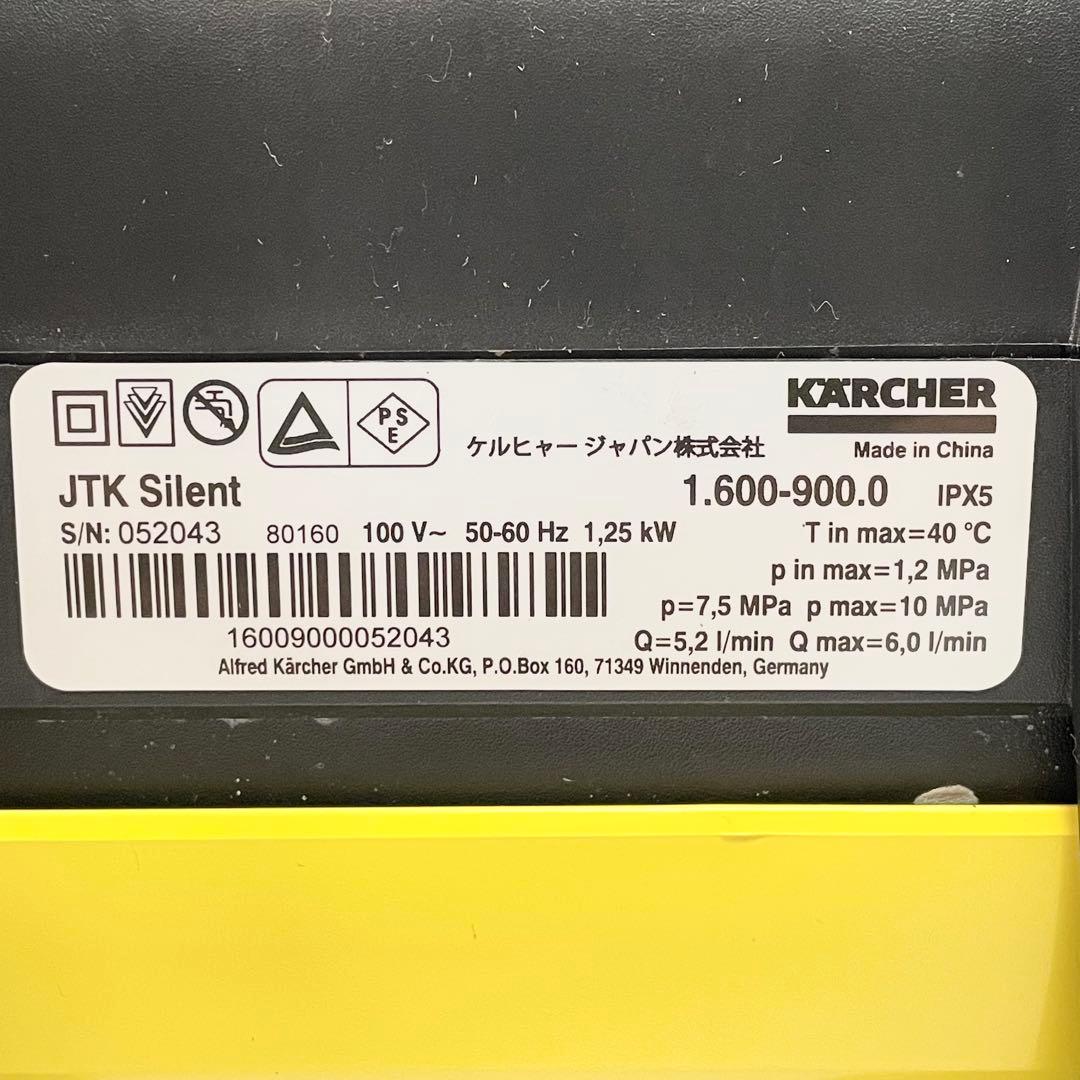 KÄRCHER
PS
E
ケルヒャー ジャパン株式会社
Made in China
JTK Silent
1.600-900.0 IPX5
S/N: 052043 80160 100 V~ 50-60 Hz 1,25 kW
T in max=40 °C
p in max=1,2 MPa
p=7,5 MPa p max=10 MPa
16009000052043
Q=5,2 l/min Q max=6,0 l/min
Alfred Kärcher GmbH & Co.KG, P.O.Box 160, 71349 Winnenden, Germany